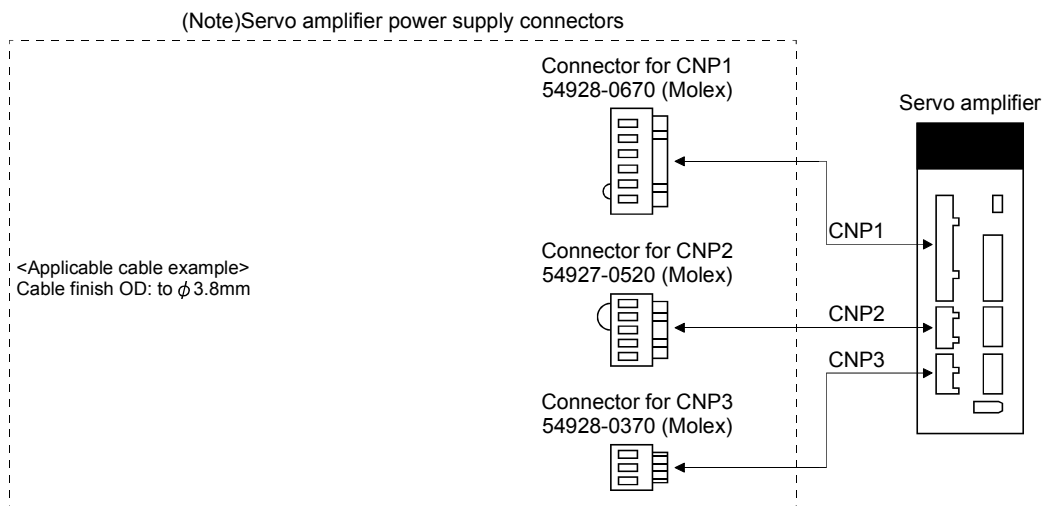 (Note)Servo amplifier power supply connectors
Connector for CNP1
54928-0670 (Molex)
Servo amplifier
CNP1
<Applicable cable example>
Cable finish OD: to ϕ3.8mm
Connector for CNP2
54927-0520 (Molex)
CNP2
CNP3
Connector for CNP3
54928-0370 (Molex)